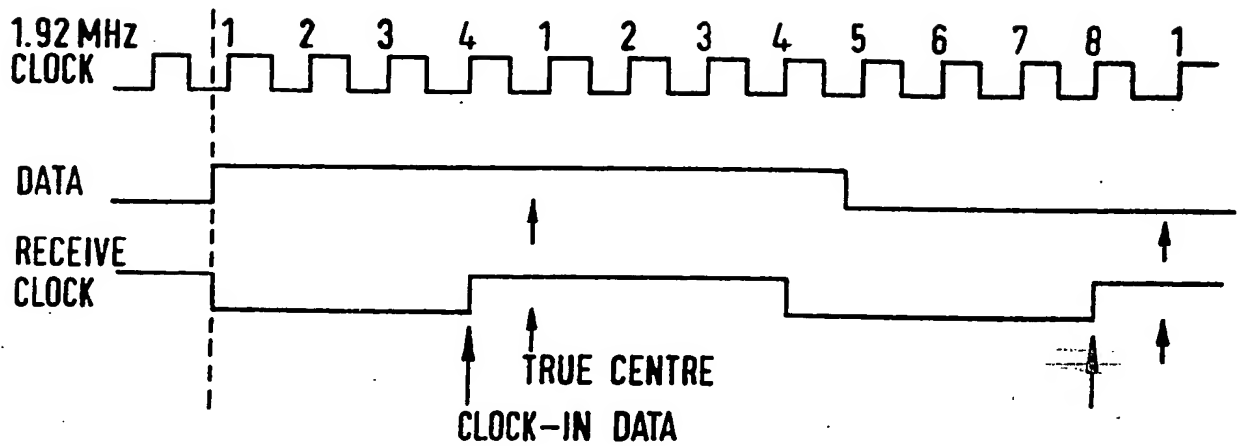 1.92 MHz
CLOCK
1 2 3 4 1 2 3 4 5 6 7 8 1
DATA
RECEIVE
CLOCK
TRUE CENTRE
CLOCK-IN DATA